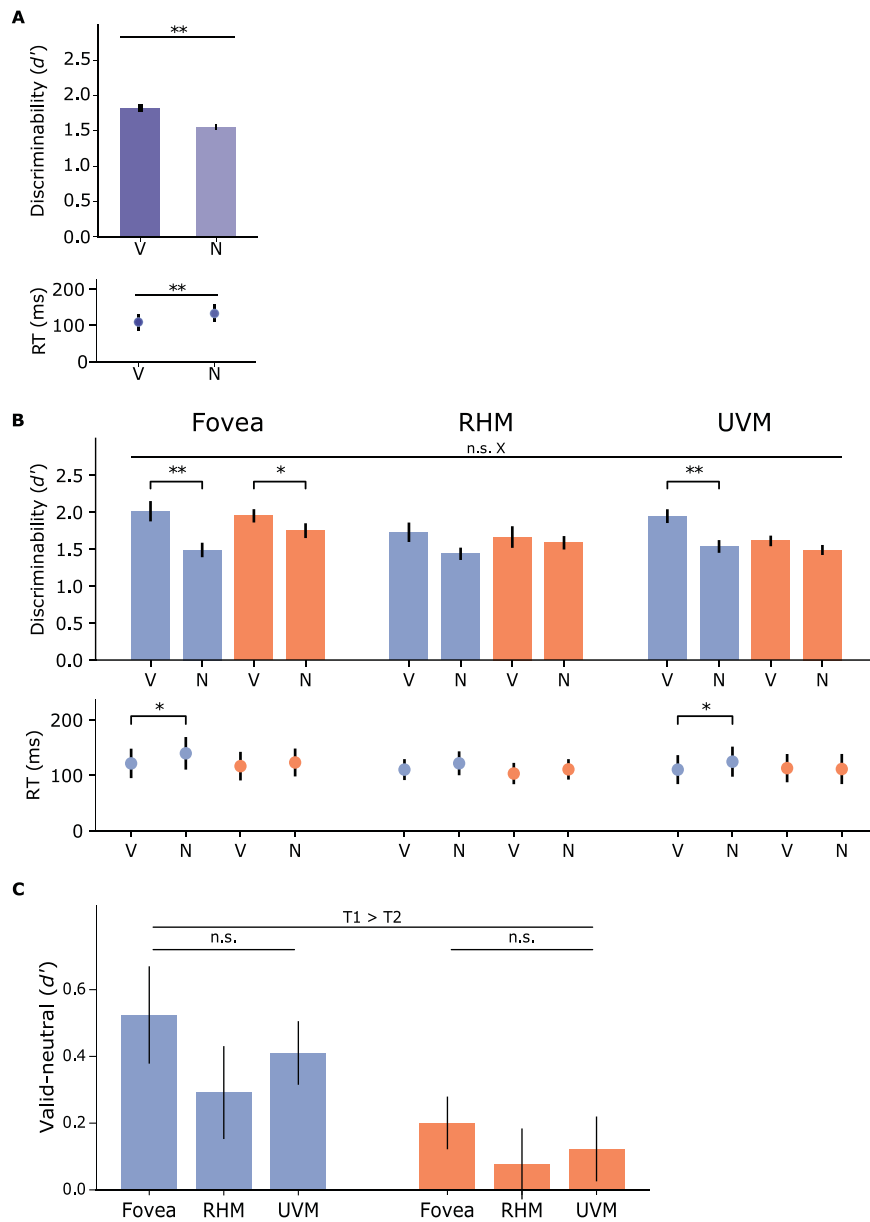 A
**
Discriminability (d′)
2.5
2.0
1.5
1.0
0.5
0.0
V N
**
RT (ms)
200
100
0
V N
B
Fovea RHM UVM
n.s. X
** * **
Discriminability (d′)
2.5
2.0
1.5
1.0
0.5
0.0
V N V N V N V N V N V N
* *
RT (ms)
200
100
0
V N V N V N V N V N V N
C
T1 > T2
n.s. n.s.
Valid–neutral (d′)
0.6
0.4
0.2
0.0
Fovea RHM UVM Fovea RHM UVM